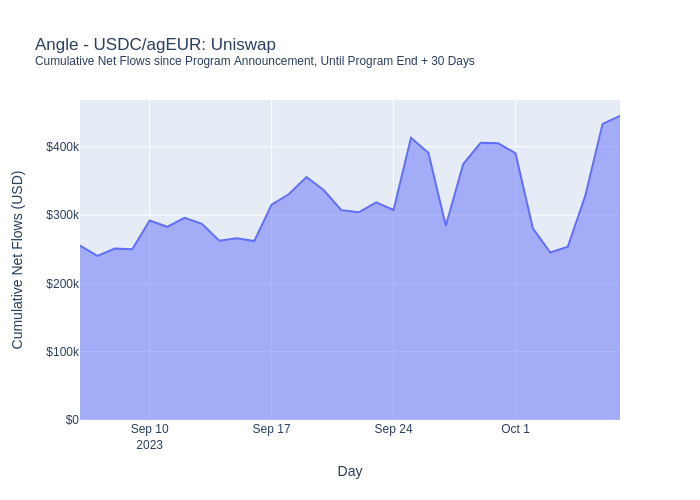 Angle - USDC/agEUR: Uniswap
Cumulative Net Flows since Program Announcement, Until Program End + 30 Days
Cumulative Net Flows (USD)
$400k
$300k
$200k
$100k
$0
Sep 10
2023
Sep 17
Sep 24
Oct 1
Day